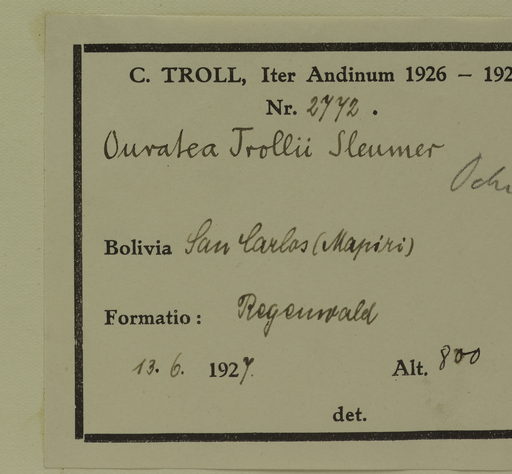 C. TROLL, Iter Andinum 1926 – 192
Nr. 2772.
Ouratea Trollii Sleumer
Och
Bolivia San Carlos (Mapiri)
Formatio: Regenwald
13. 6. 1927. Alt. 800
det.